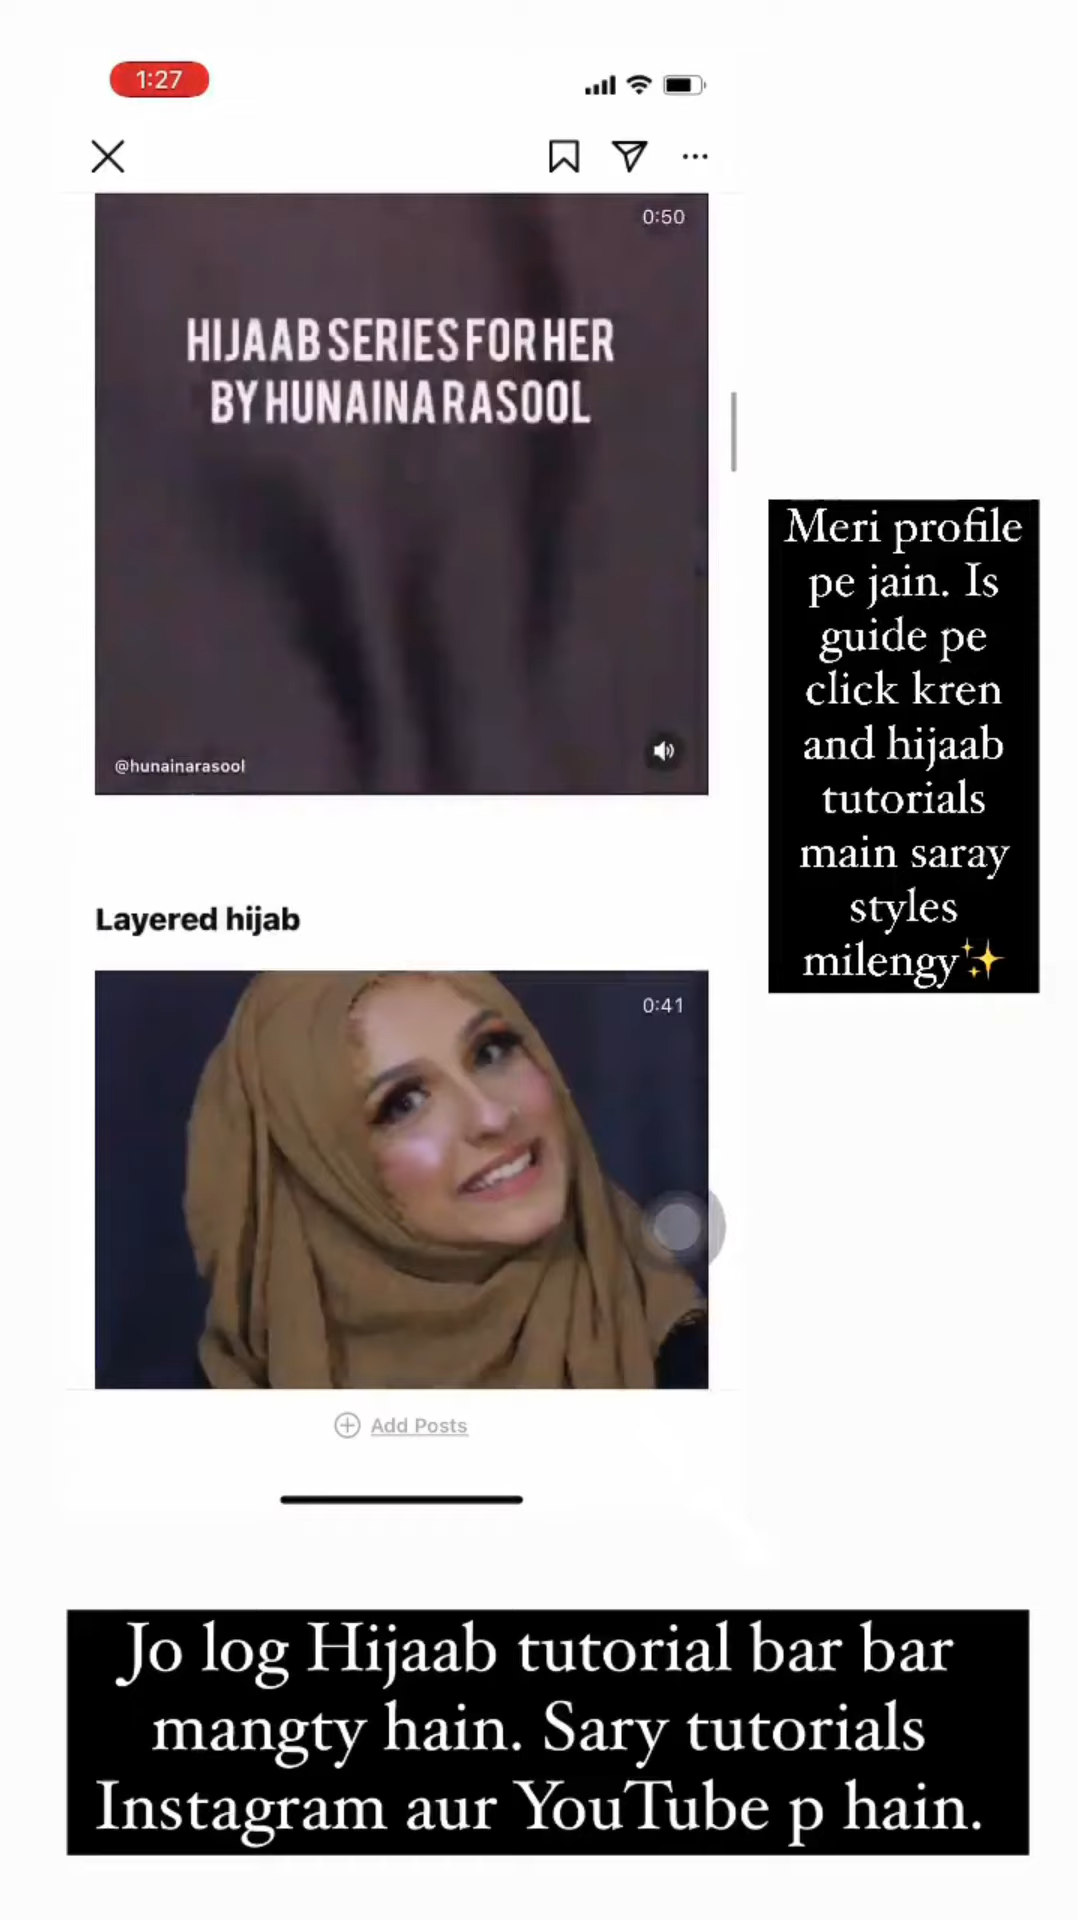 1:27
0:50
HIJAAB SERIES FOR HER
BY HUNAINA RASOOL
@hunainarasool
Meri profile
pe jain. Is
guide pe
click kren
and hijaab
tutorials
main saray
styles
milengy✨
Layered hijab
0:41
Add Posts
Jo log Hijaab tutorial bar bar
mangty hain. Sary tutorials
Instagram aur YouTube p hain.